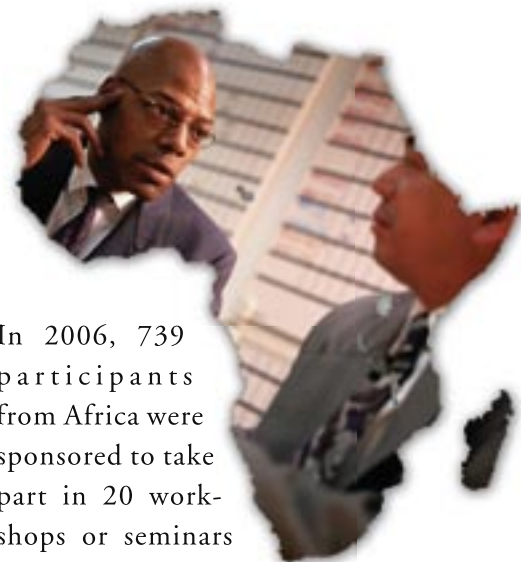 In 2006, 739
participants
from Africa were
sponsored to take
part in 20 work-
shops or seminars